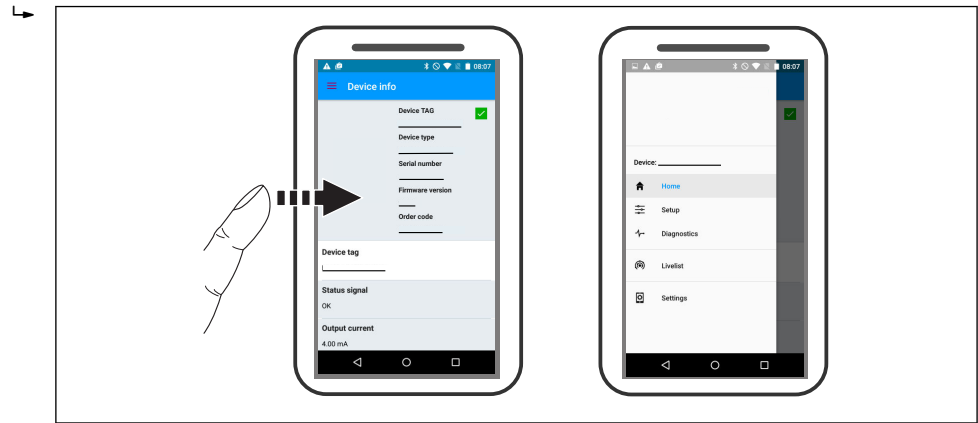 08:07
Device info
Device TAG
Device type
Serial number
Firmware version
Order code
Device tag
Status signal
OK
Output current
4.00 mA
08:07
Device:
Home
Setup
Diagnostics
Livelist
Settings